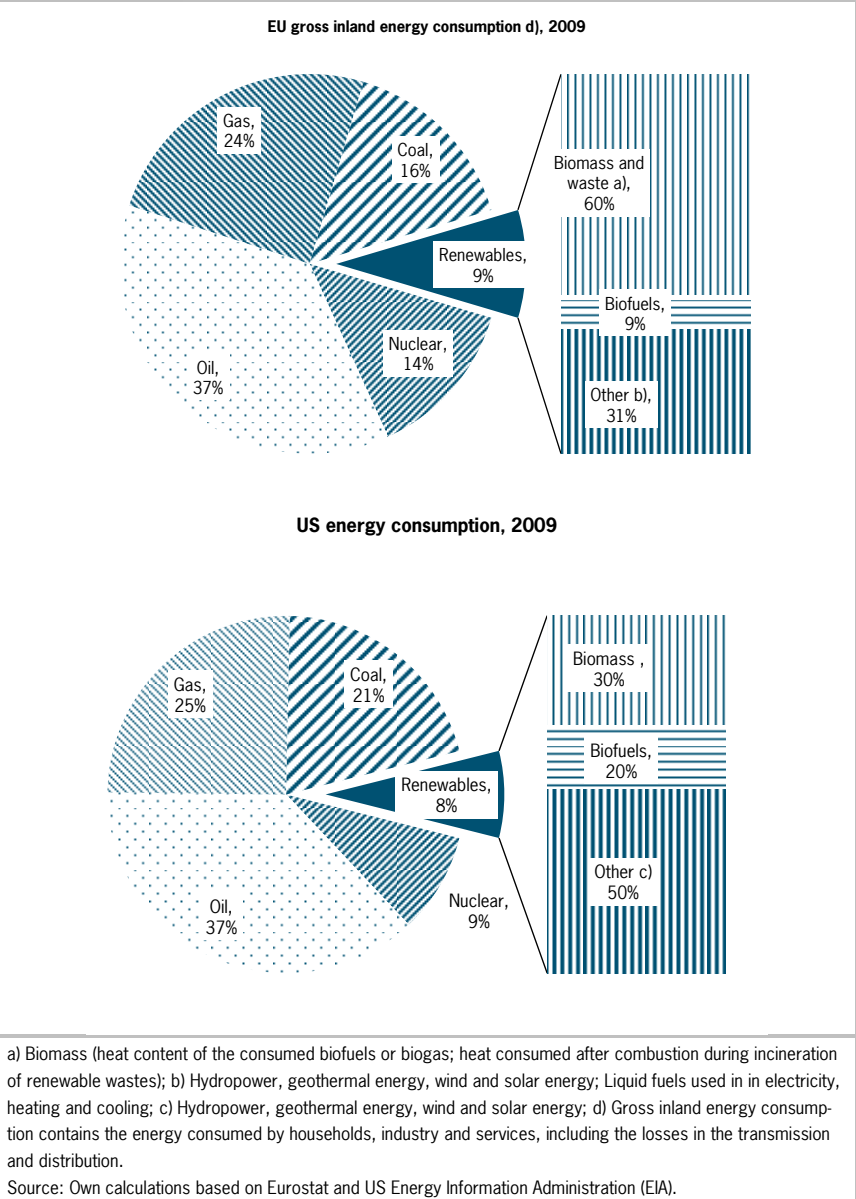 EU gross inland energy consumption d), 2009
Gas,
24%
Coal,
16%
Biomass and
waste a),
60%
Renewables,
9%
Biofuels,
9%
Nuclear,
14%
Oil,
37%
Other b),
31%
US energy consumption, 2009
Gas,
25%
Coal,
21%
Biomass ,
30%
Renewables,
8%
Biofuels,
20%
Nuclear,
9%
Oil,
37%
Other c)
50%
a) Biomass (heat content of the consumed biofuels or biogas; heat consumed after combustion during incineration
of renewable wastes); b) Hydropower, geothermal energy, wind and solar energy; Liquid fuels used in in electricity,
heating and cooling; c) Hydropower, geothermal energy, wind and solar energy; d) Gross inland energy consump-
tion contains the energy consumed by households, industry and services, including the losses in the transmission
and distribution.
Source: Own calculations based on Eurostat and US Energy Information Administration (EIA).